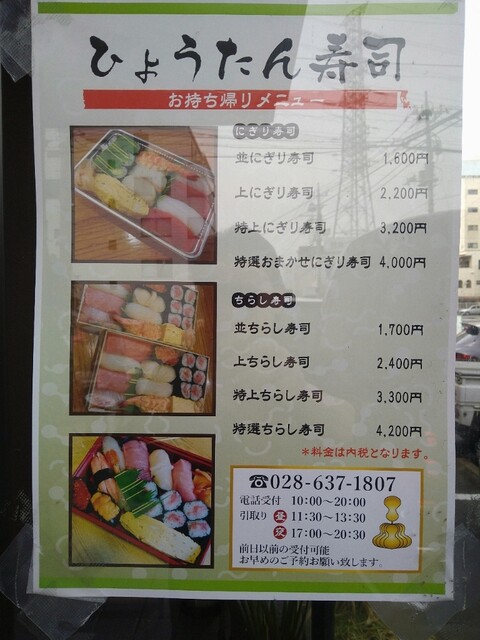 ひょうたん寿司
お持ち帰りメニュー
にぎり寿司
並にぎり寿司 1,600円
上にぎり寿司 2,200円
特上にぎり寿司 3,200円
特選おまかせにぎり寿司 4,000円
ちらし寿司
並ちらし寿司 1,700円
上ちらし寿司 2,400円
特上ちらし寿司 3,300円
特選ちらし寿司 4,200円
*料金は内税となります。
☎028-637-1807
電話受付 10:00~20:00
引取り 昼 11:30~13:30
夜 17:00~20:30
前日以前の受付可能
お早めのご予約お願い致します。